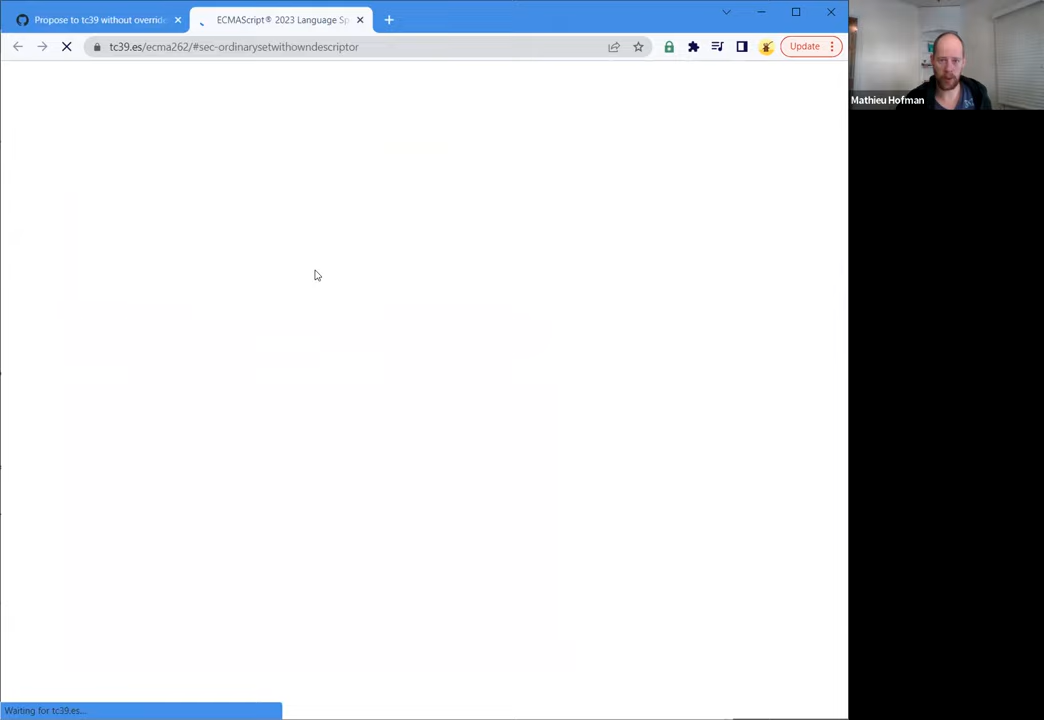 Propose to tc39 without override
ECMAScript® 2023 Language Sp
tc39.es/ecma262/#sec-ordinarysetwithowndescriptor
Update
Mathieu Hofman
Waiting for tc39.es...